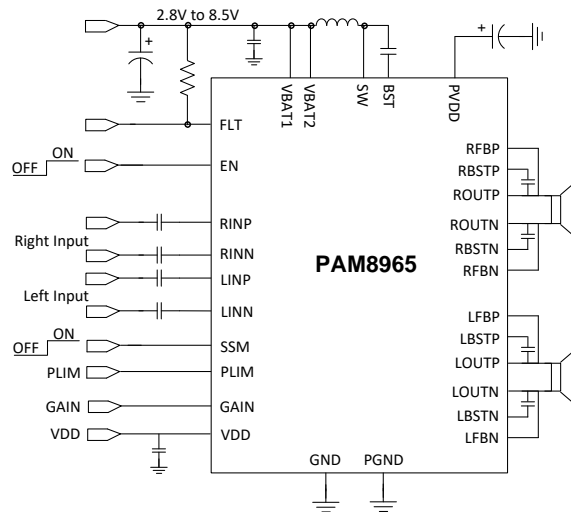 2.8V to 8.5V
VBAT1
VBAT2
SW
BST
PVDD
FLT
OFF
ON
EN
RINP
Right Input
RINN
LINP
Left Input
LINN
OFF
ON
SSM
PLIM
PLIM
GAIN
GAIN
VDD
VDD
PAM8965
RFBP
RBSTP
ROUTP
ROUTN
RBSTN
RFBN
LFBP
LBSTP
LOUTP
LOUTN
LBSTN
LFBN
GND
PGND
+
+